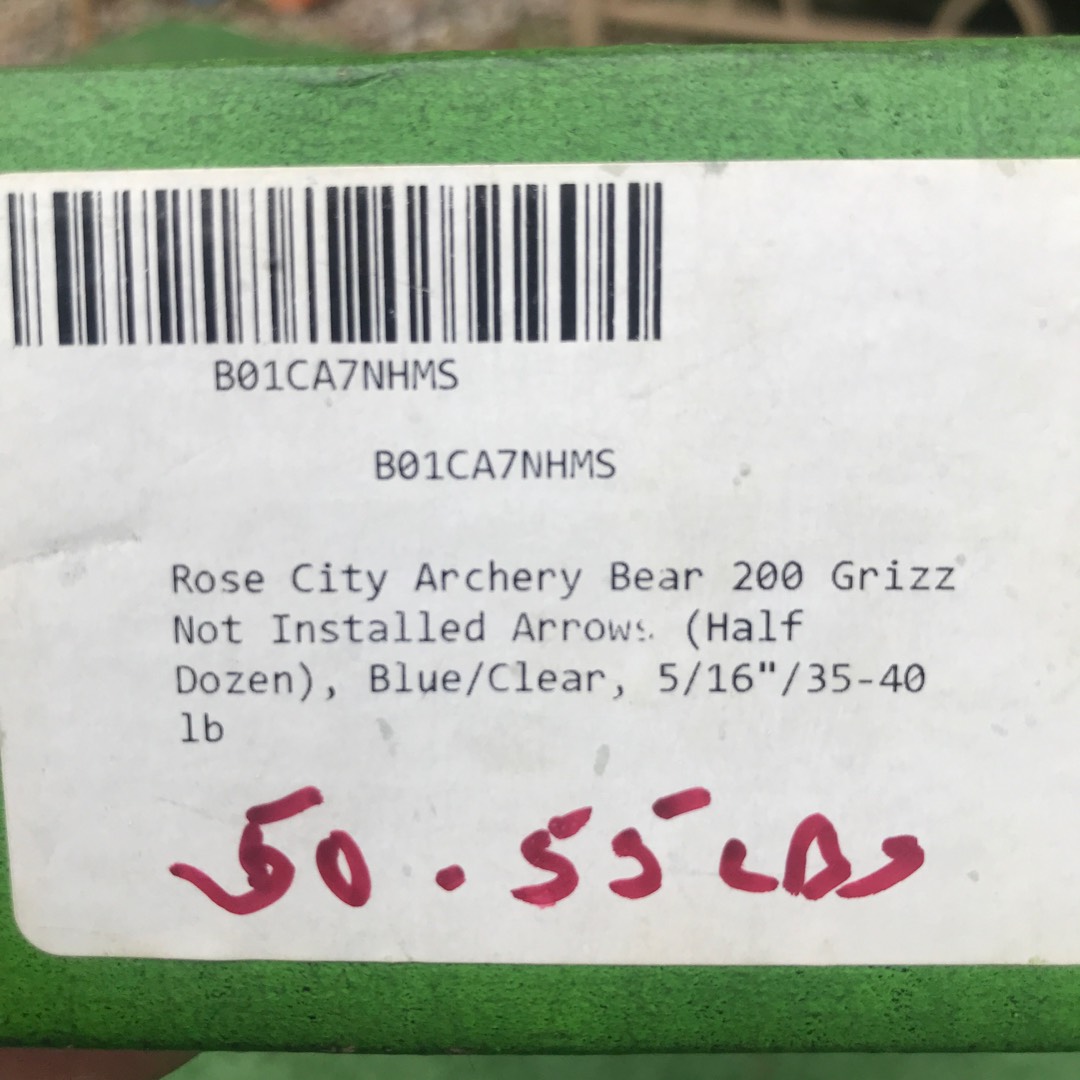 B01CA7NHMS
B01CA7NHMS
Rose City Archery Bear 200 Grizz
Not Installed Arrows (Half
Dozen), Blue/Clear, 5/16"/35-40
lb
50.55 LBS